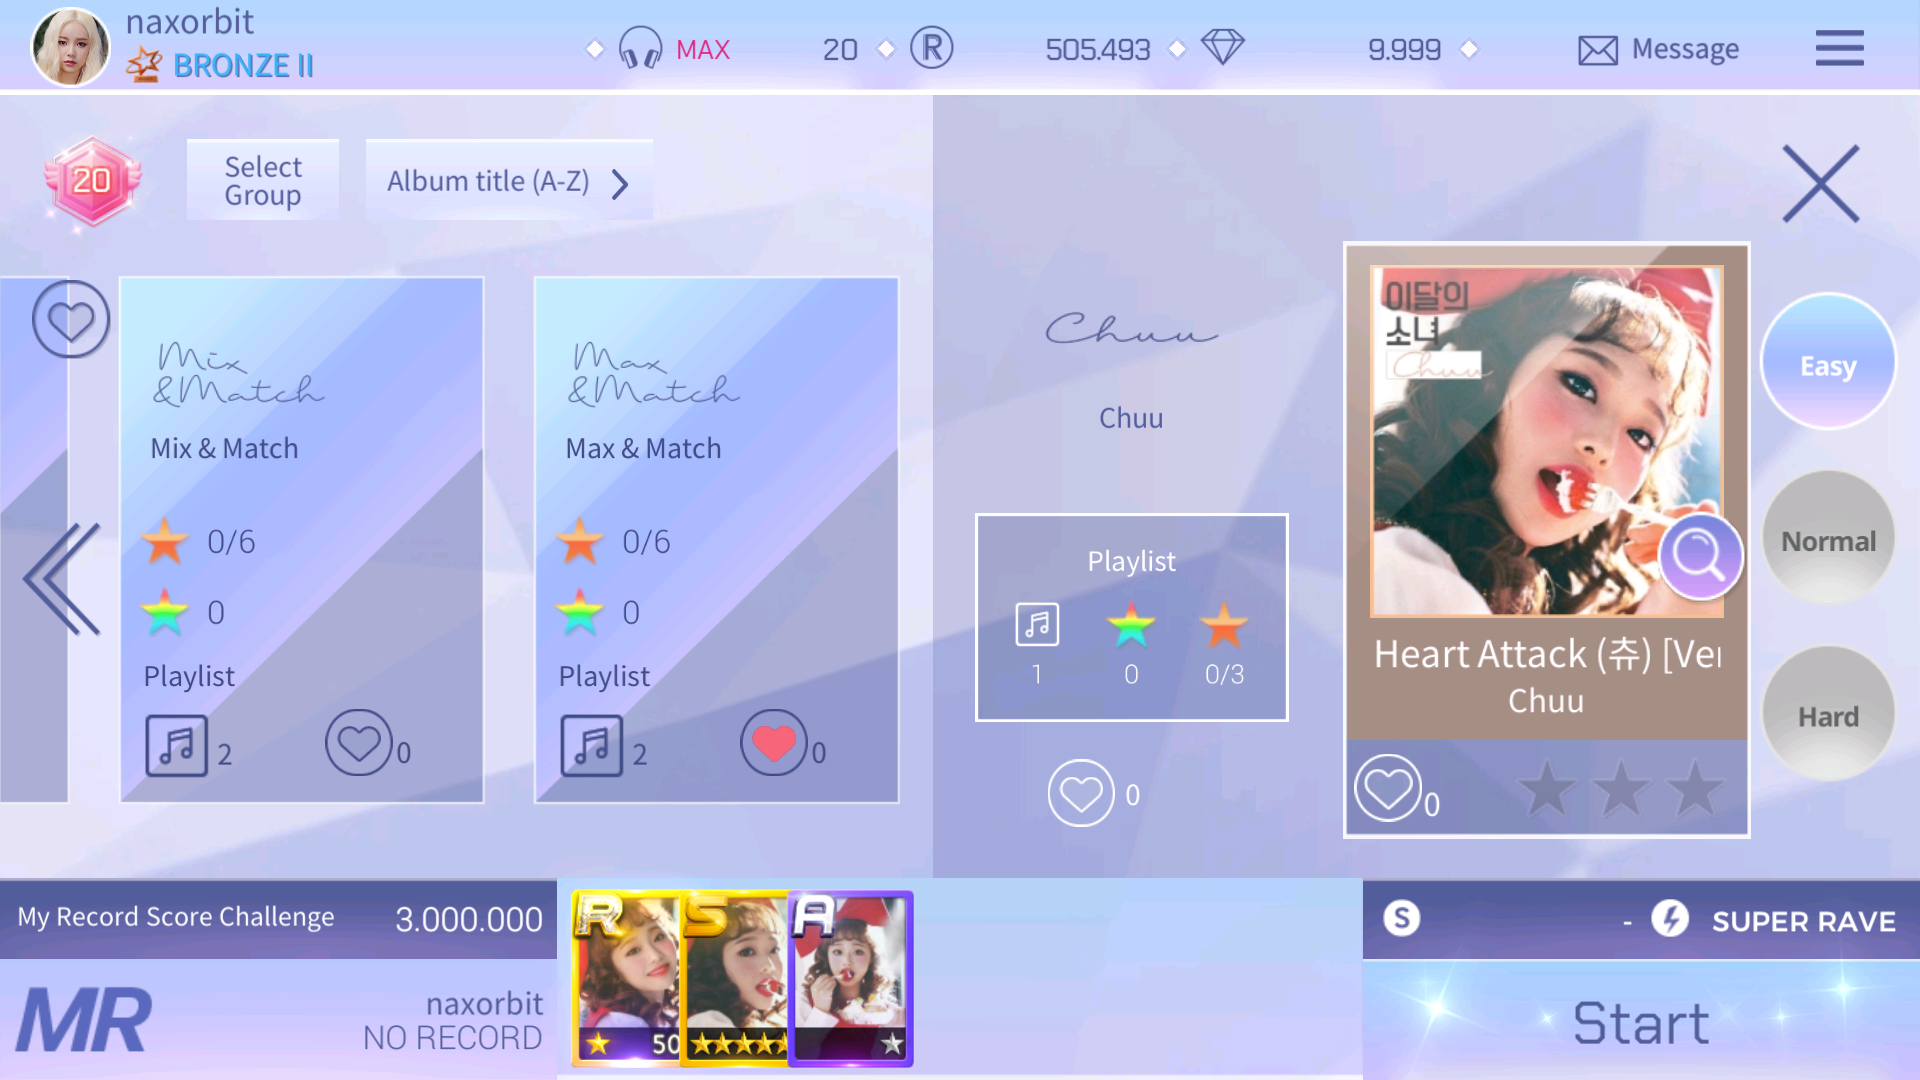 naxorbit
BRONZE II
MAX
20
R
505.493
9.999
Message
20
Select
Group
Album title (A-Z)
Mix
&Match
Mix & Match
0/6
0
Playlist
2
0
Max
&Match
Max & Match
0/6
0
Playlist
2
0
Chuu
Chuu
Playlist
1
0
0/3
0
이달의
소녀
Chuu
Heart Attack (츄) [Ver
Chuu
0
Easy
Normal
Hard
My Record Score Challenge
3.000.000
MR
naxorbit
NO RECORD
R
50
S
A
S
-
SUPER RAVE
Start